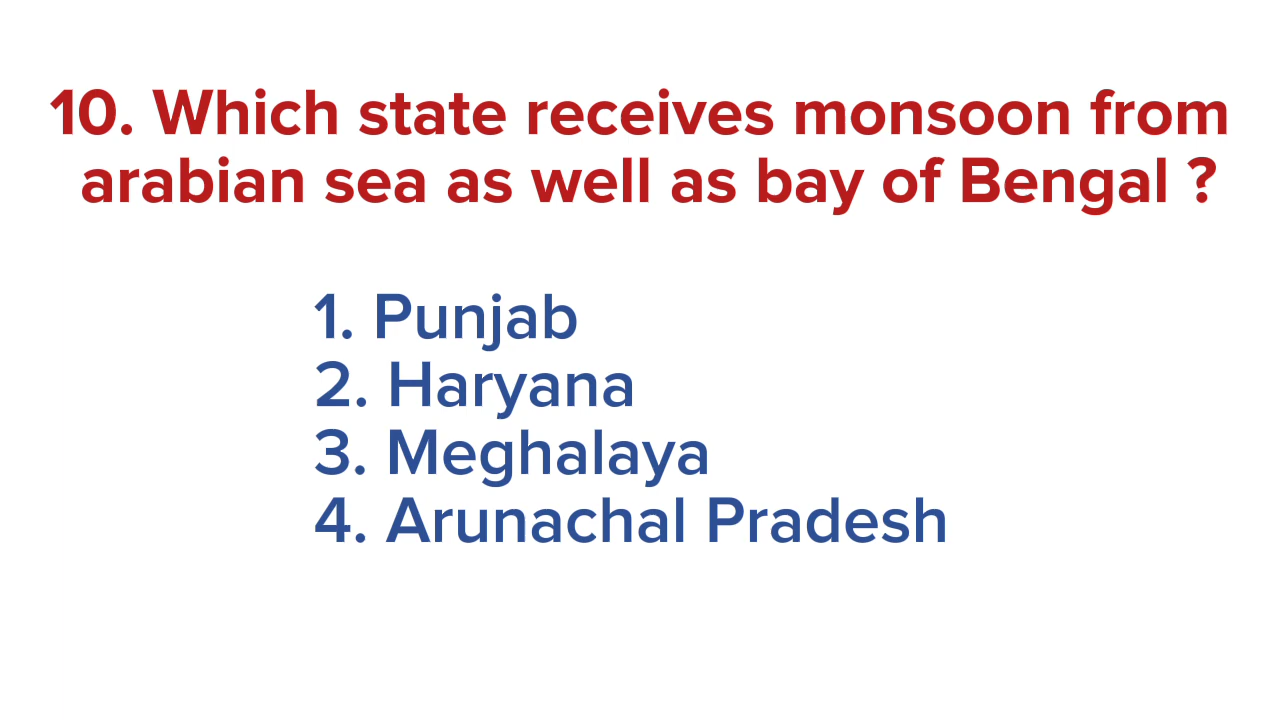 10. Which state receives monsoon from
arabian sea as well as bay of Bengal ?
1. Punjab
2. Haryana
3. Meghalaya
4. Arunachal Pradesh